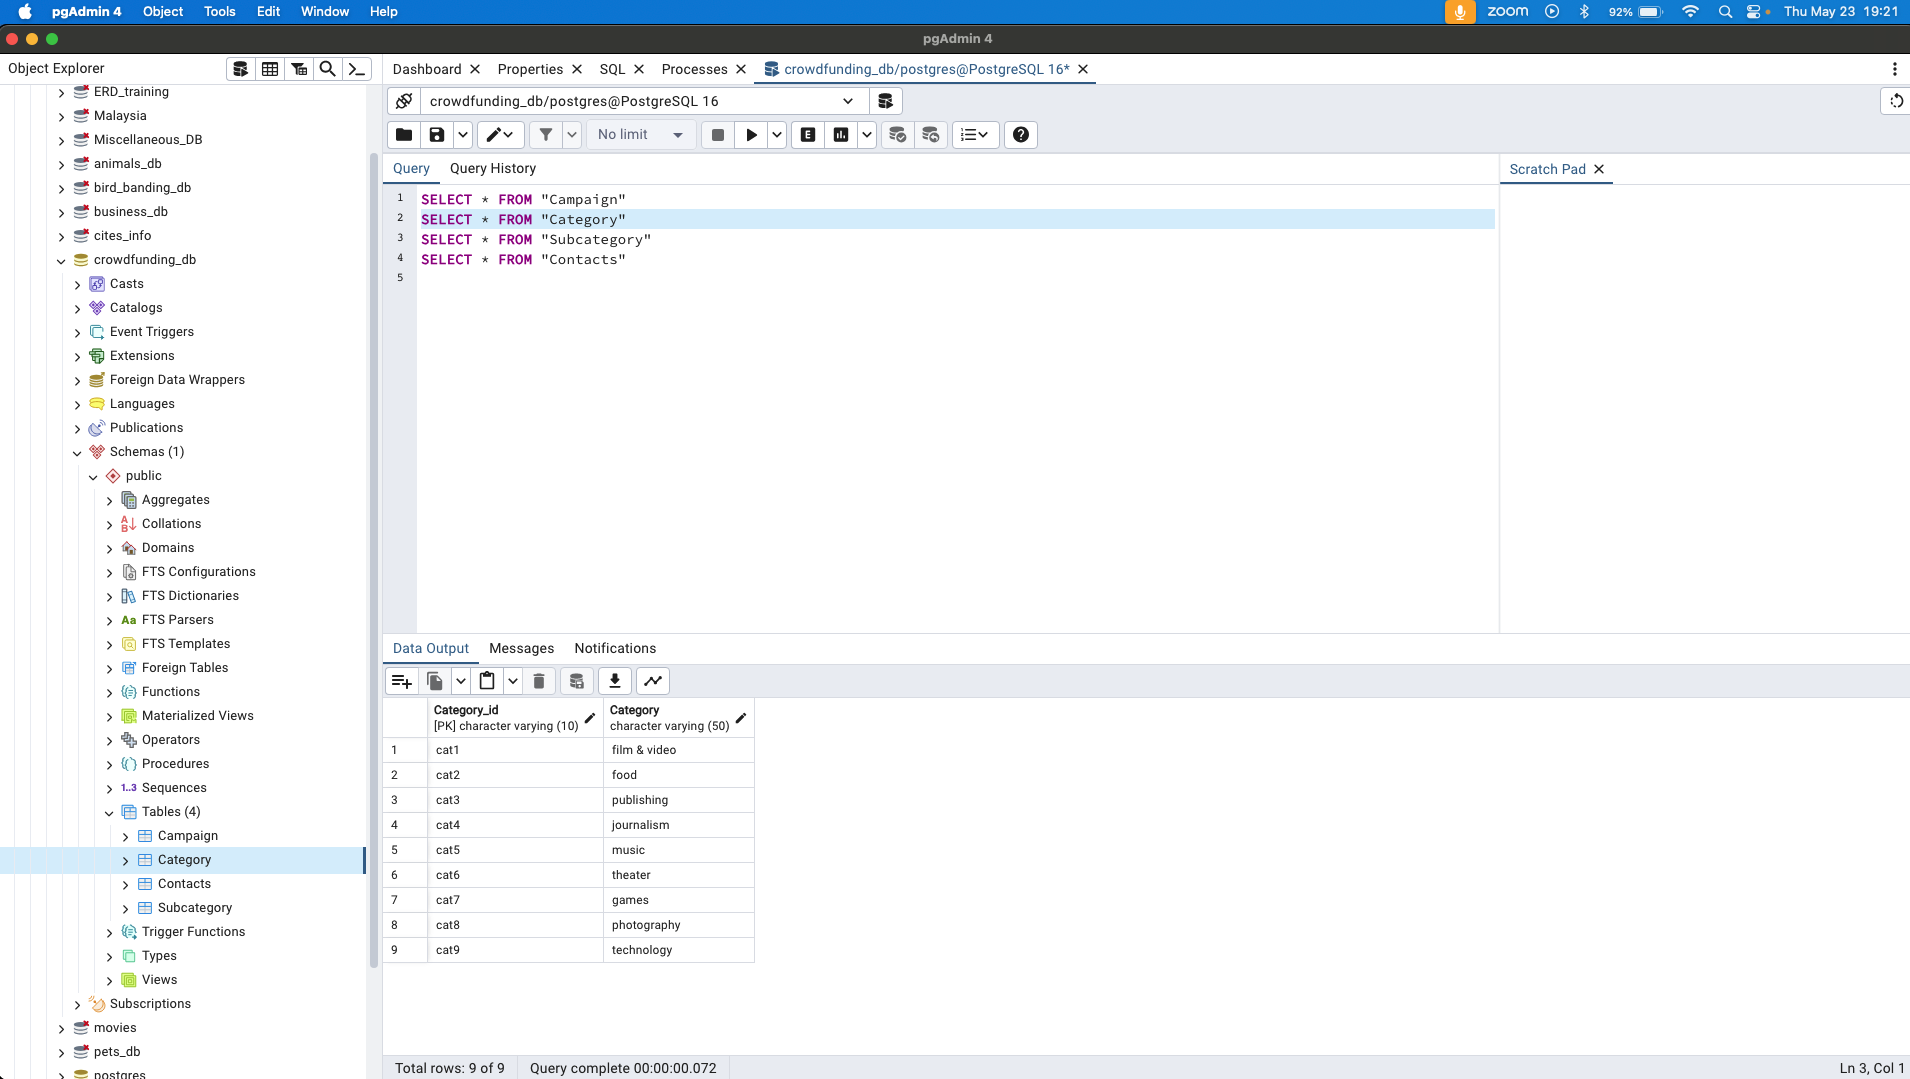 pgAdmin 4 Object Tools Edit Window Help zoom 92% Thu May 23 19:21
pgAdmin 4
Object Explorer
ERD_training
Malaysia
Miscellaneous_DB
animals_db
bird_banding_db
business_db
cites_info
crowdfunding_db
Casts
Catalogs
Event Triggers
Extensions
Foreign Data Wrappers
Languages
Publications
Schemas (1)
public
Aggregates
Collations
Domains
FTS Configurations
FTS Dictionaries
Aa FTS Parsers
FTS Templates
Foreign Tables
Functions
Materialized Views
Operators
Procedures
1..3 Sequences
Tables (4)
Campaign
Category
Contacts
Subcategory
Trigger Functions
Types
Views
Subscriptions
movies
pets_db
postgres
Dashboard Properties SQL Processes crowdfunding_db/postgres@PostgreSQL 16*
crowdfunding_db/postgres@PostgreSQL 16
No limit E
Query Query History
1 SELECT * FROM "Campaign"
2 SELECT * FROM "Category"
3 SELECT * FROM "Subcategory"
4 SELECT * FROM "Contacts"
5
Scratch Pad
Data Output Messages Notifications
Category_id Category
[PK] character varying (10) character varying (50)
1 cat1 film & video
2 cat2 food
3 cat3 publishing
4 cat4 journalism
5 cat5 music
6 cat6 theater
7 cat7 games
8 cat8 photography
9 cat9 technology
Total rows: 9 of 9 Query complete 00:00:00.072 Ln 3, Col 1